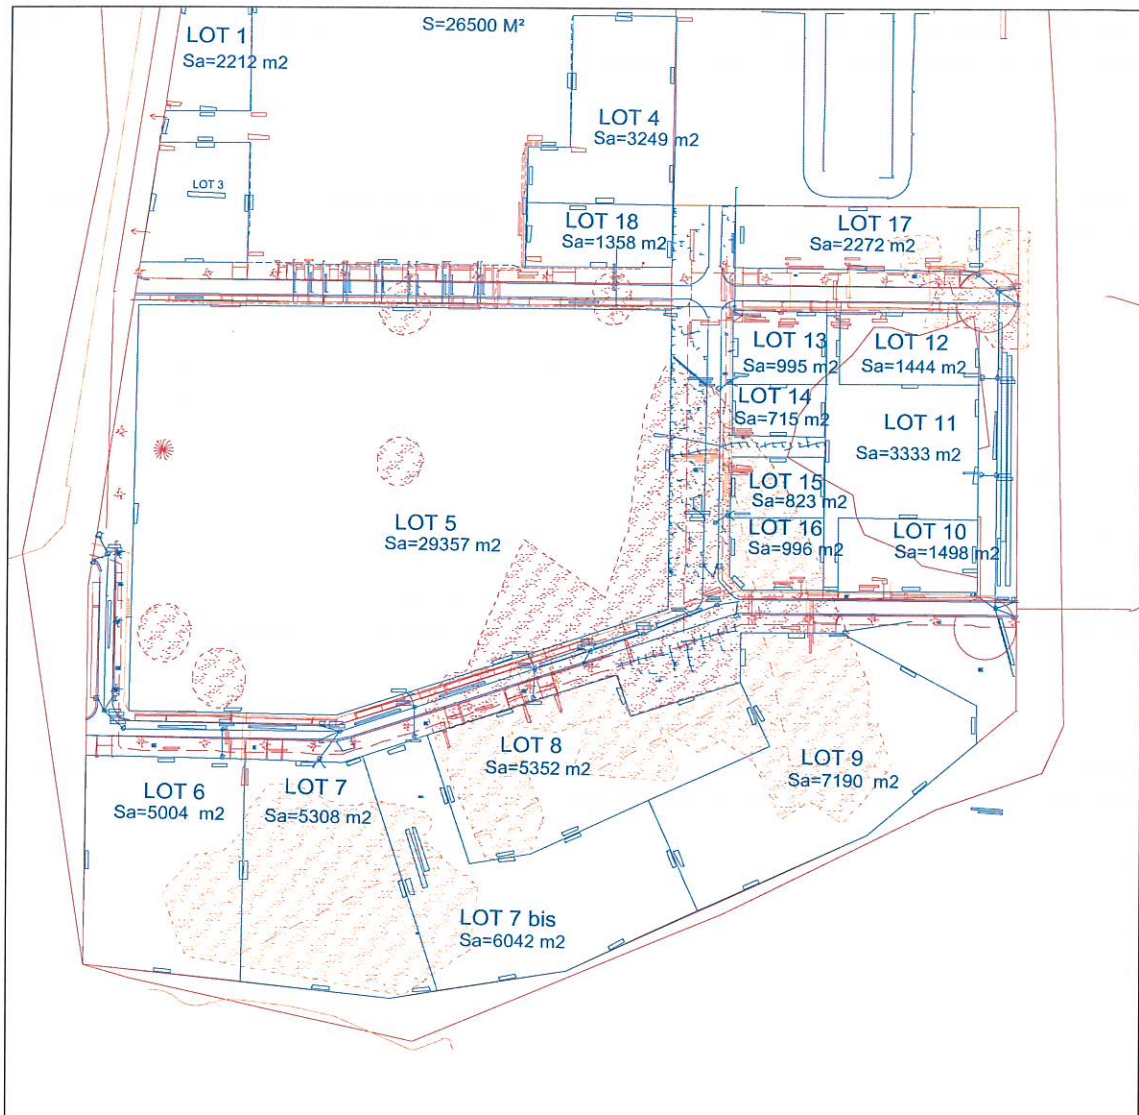 S=26500 M²
LOT 1
Sa=2212 m2
LOT 4
Sa=3249 m2
LOT 3
LOT 18
Sa=1358 m2
LOT 17
Sa=2272 m2
LOT 13
Sa=995 m2
LOT 12
Sa=1444 m2
LOT 14
Sa=715 m2
LOT 11
Sa=3333 m2
LOT 15
Sa=823 m2
LOT 5
Sa=29357 m2
LOT 16
Sa=996 m2
LOT 10
Sa=1498 m2
LOT 8
Sa=5352 m2
LOT 9
Sa=7190 m2
LOT 6
Sa=5004 m2
LOT 7
Sa=5308 m2
LOT 7 bis
Sa=6042 m2